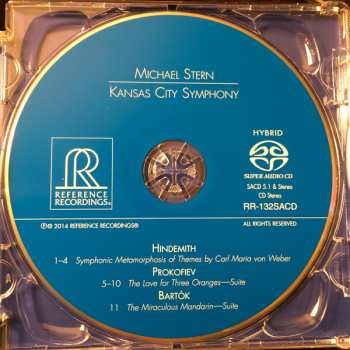 MICHAEL STERN
KANSAS CITY SYMPHONY
RR
REFERENCE
RECORDINGS®
HYBRID
SUPER AUDIO CD
SACD 5.1 & Stereo
CD Stereo
RR-132SACD
℗© 2014 REFERENCE RECORDINGS®
ALL RIGHTS RESERVED
HINDEMITH
1–4 Symphonic Metamorphosis of Themes by Carl Maria von Weber
PROKOFIEV
5–10 The Love for Three Oranges—Suite
BARTÓK
11 The Miraculous Mandarin—Suite